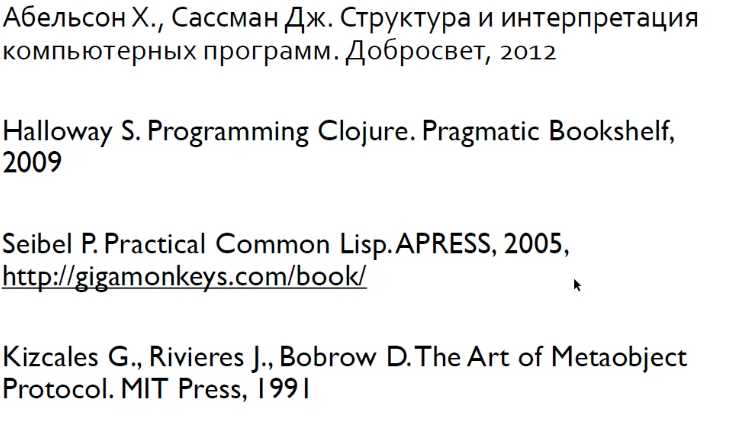 Абельсон Х., Сассман Дж. Структура и интерпретация
компьютерных программ. Добросвет, 2012
Halloway S. Programming Clojure. Pragmatic Bookshelf,
2009
Seibel P. Practical Common Lisp. APRESS, 2005,
http://gigamonkeys.com/book/
Kizcales G., Rivieres J., Bobrow D. The Art of Metaobject
Protocol. MIT Press, 1991